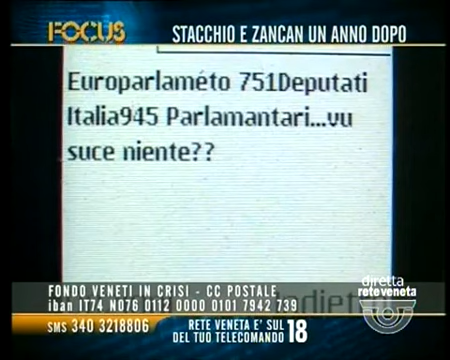 FOCUS
STACCHIO E ZANCAN UN ANNO DOPO
Europarlaméto 751Deputati
Italia945 Parlamantari...vu
suce niente??
diretta
reteveneta
FONDO VENETI IN CRISI - CC POSTALE
iban IT74 N076 0112 0000 0101 7942 739
SMS 340 3218806
RETE VENETA E' SUL
DEL TUO TELECOMANDO 18